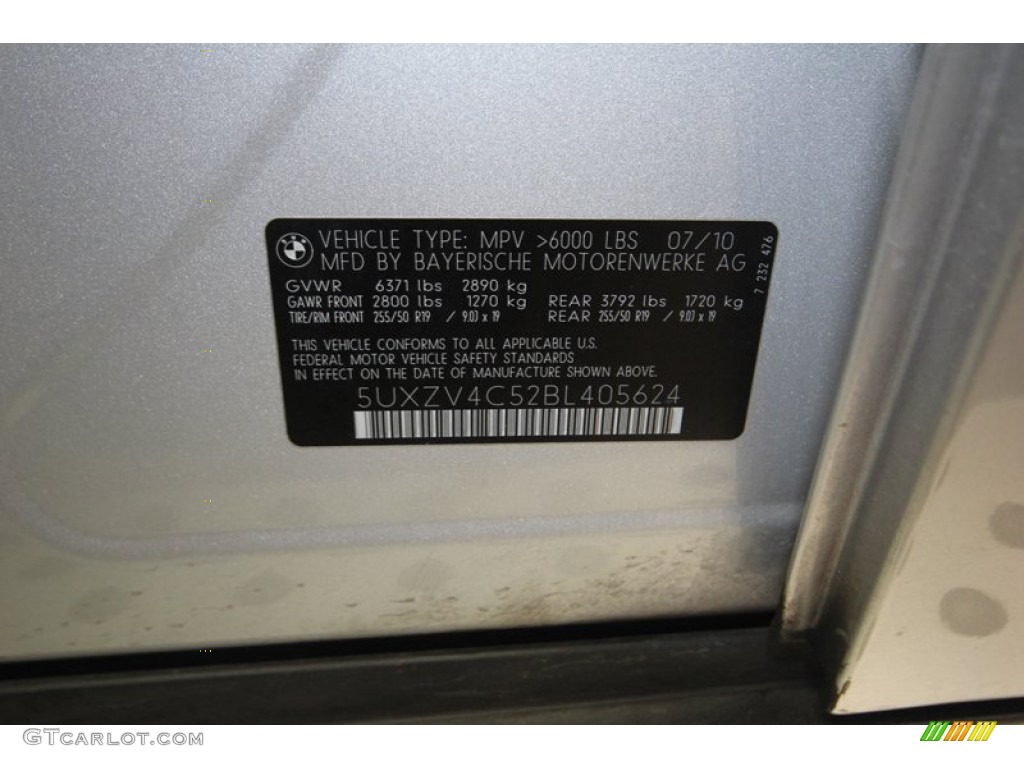 BMW
VEHICLE TYPE: MPV >6000 LBS 07/10
MFD BY BAYERISCHE MOTORENWERKE AG
7 232 476
GVWR 6371 lbs 2890 kg
GAWR FRONT 2800 lbs 1270 kg REAR 3792 lbs 1720 kg
TIRE/RIM FRONT 255/50 R19 / 9.0J x 19 REAR 255/50 R19 / 9.0J x 19
THIS VEHICLE CONFORMS TO ALL APPLICABLE U.S.
FEDERAL MOTOR VEHICLE SAFETY STANDARDS
IN EFFECT ON THE DATE OF MANUFACTURE SHOWN ABOVE.
5UXZV4C52BL405624
GTcarlot.com